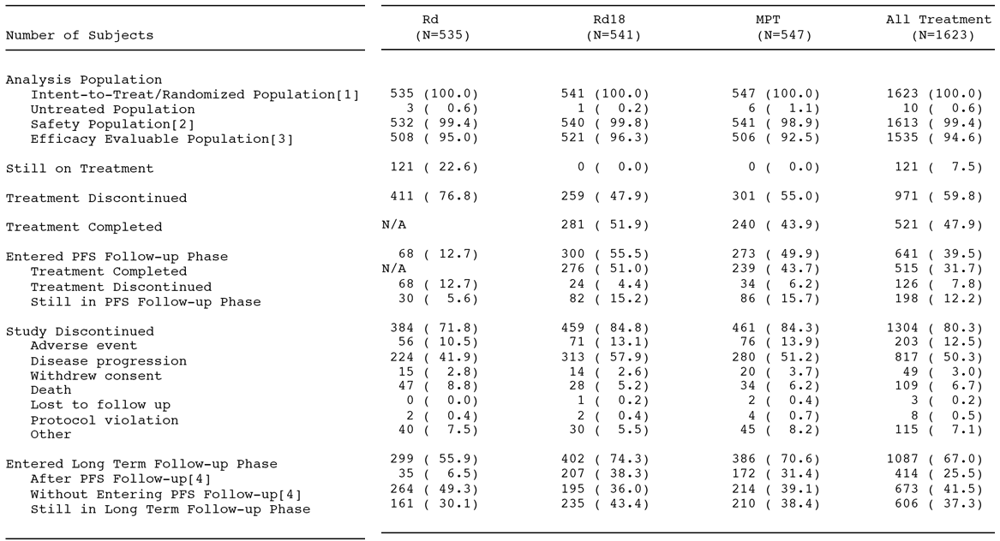 Rd Rd18 MPT All Treatment
Number of Subjects (N=535) (N=541) (N=547) (N=1623)
Analysis Population
Intent-to-Treat/Randomized Population[1] 535 (100.0) 541 (100.0) 547 (100.0) 1623 (100.0)
Untreated Population 3 ( 0.6) 1 ( 0.2) 6 ( 1.1) 10 ( 0.6)
Safety Population[2] 532 ( 99.4) 540 ( 99.8) 541 ( 98.9) 1613 ( 99.4)
Efficacy Evaluable Population[3] 508 ( 95.0) 521 ( 96.3) 506 ( 92.5) 1535 ( 94.6)
Still on Treatment 121 ( 22.6) 0 ( 0.0) 0 ( 0.0) 121 ( 7.5)
Treatment Discontinued 411 ( 76.8) 259 ( 47.9) 301 ( 55.0) 971 ( 59.8)
Treatment Completed N/A 281 ( 51.9) 240 ( 43.9) 521 ( 47.9)
Entered PFS Follow-up Phase 68 ( 12.7) 300 ( 55.5) 273 ( 49.9) 641 ( 39.5)
Treatment Completed N/A 276 ( 51.0) 239 ( 43.7) 515 ( 31.7)
Treatment Discontinued 68 ( 12.7) 24 ( 4.4) 34 ( 6.2) 126 ( 7.8)
Still in PFS Follow-up Phase 30 ( 5.6) 82 ( 15.2) 86 ( 15.7) 198 ( 12.2)
Study Discontinued 384 ( 71.8) 459 ( 84.8) 461 ( 84.3) 1304 ( 80.3)
Adverse event 56 ( 10.5) 71 ( 13.1) 76 ( 13.9) 203 ( 12.5)
Disease progression 224 ( 41.9) 313 ( 57.9) 280 ( 51.2) 817 ( 50.3)
Withdrew consent 15 ( 2.8) 14 ( 2.6) 20 ( 3.7) 49 ( 3.0)
Death 47 ( 8.8) 28 ( 5.2) 34 ( 6.2) 109 ( 6.7)
Lost to follow up 0 ( 0.0) 1 ( 0.2) 2 ( 0.4) 3 ( 0.2)
Protocol violation 2 ( 0.4) 2 ( 0.4) 4 ( 0.7) 8 ( 0.5)
Other 40 ( 7.5) 30 ( 5.5) 45 ( 8.2) 115 ( 7.1)
Entered Long Term Follow-up Phase 299 ( 55.9) 402 ( 74.3) 386 ( 70.6) 1087 ( 67.0)
After PFS Follow-up[4] 35 ( 6.5) 207 ( 38.3) 172 ( 31.4) 414 ( 25.5)
Without Entering PFS Follow-up[4] 264 ( 49.3) 195 ( 36.0) 214 ( 39.1) 673 ( 41.5)
Still in Long Term Follow-up Phase 161 ( 30.1) 235 ( 43.4) 210 ( 38.4) 606 ( 37.3)